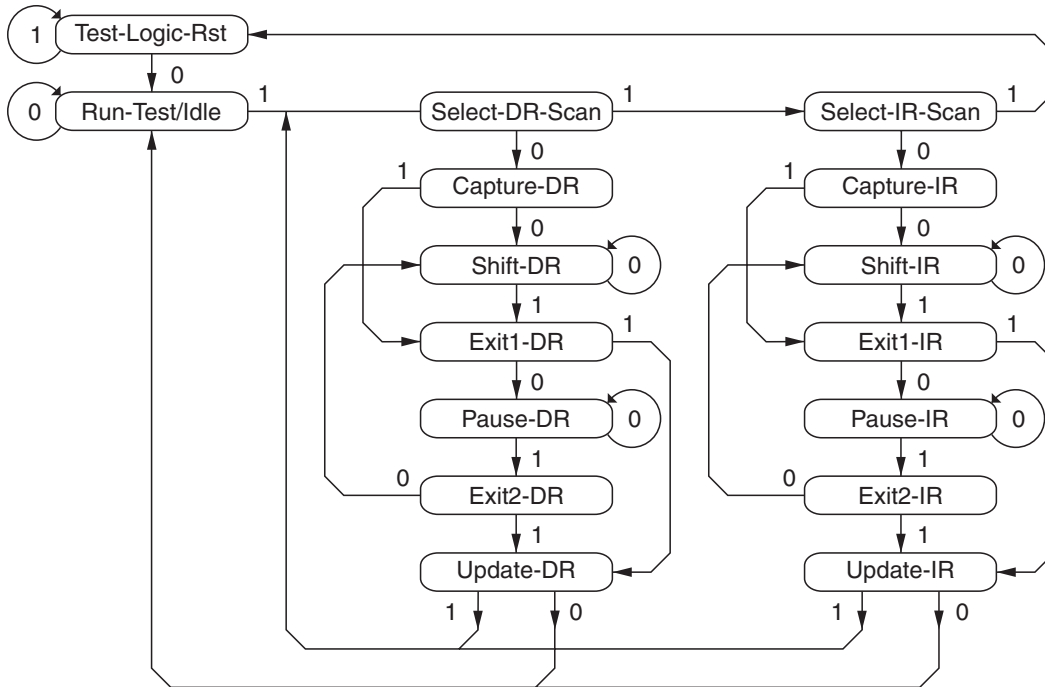 1 Test-Logic-Rst
0
0 Run-Test/Idle 1 Select-DR-Scan 1 Select-IR-Scan 1
0 0
1 Capture-DR 1 Capture-IR
0 0
Shift-DR 0 Shift-IR 0
1 1
Exit1-DR 1 Exit1-IR 1
0 0
Pause-DR 0 Pause-IR 0
1 1
0 Exit2-DR 0 Exit2-IR
1 1
Update-DR Update-IR
1 0 1 0